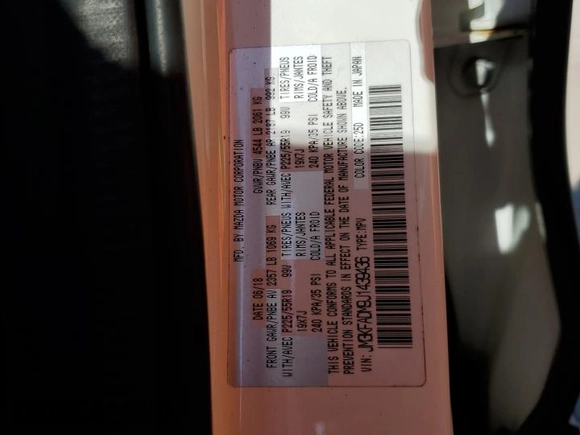 MFD. BY MAZDA MOTOR CORPORATION
DATE 06/18 GVWR/PNBV 4544 LB 2061 KG
FRONT GAWR/PNBE AV 2357 LB 1069 KG REAR GAWR/PNBE AR 2187 LB 992 KG
WITH/AVEC P225/55R19 99V TIRES/PNEUS WITH/AVEC P225/55R19 99V TIRES/PNEUS
19X7J RIMS/JANTES 19X7J RIMS/JANTES
240 KPA/35 PSI COLD/A FROID 240 KPA/35 PSI COLD/A FROID
THIS VEHICLE CONFORMS TO ALL APPLICABLE FEDERAL MOTOR VEHICLE SAFETY AND THEFT
PREVENTION STANDARDS IN EFFECT ON THE DATE OF MANUFACTURE SHOWN ABOVE.
VIN: JM3KFADM9J1439436 TYPE:MPV COLOR CODE:25D MADE IN JAPAN